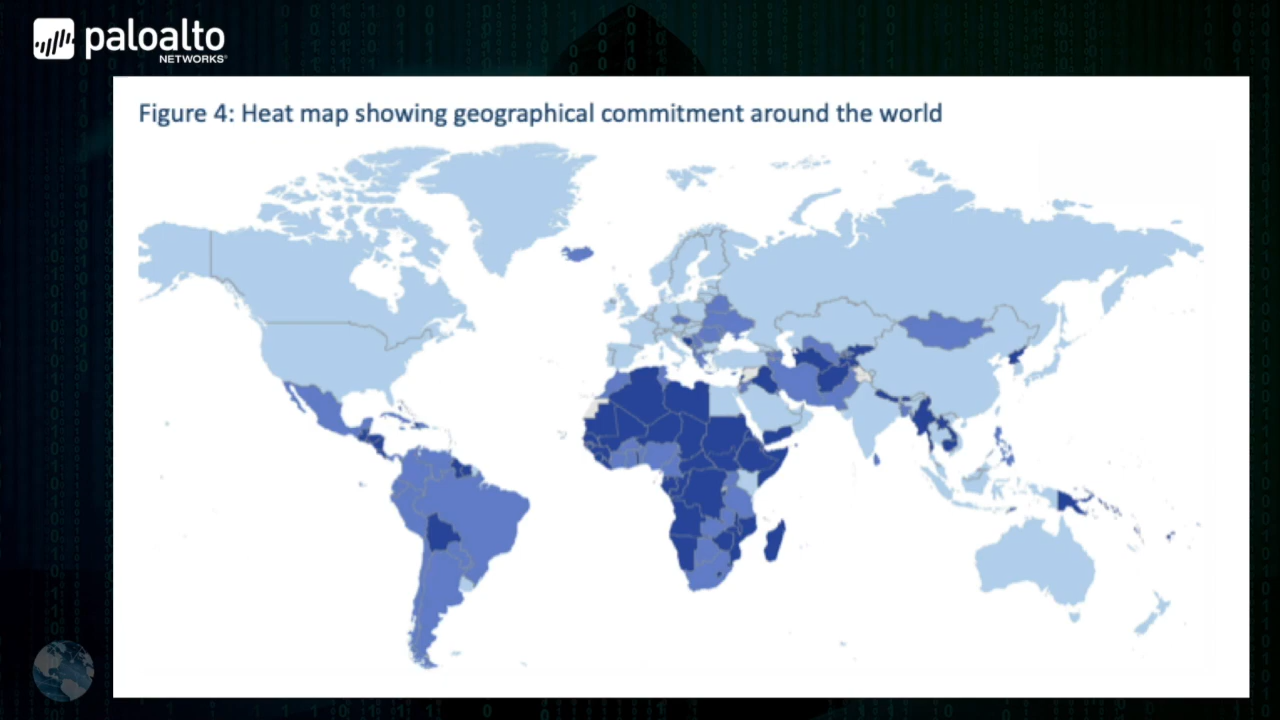 paloalto
NETWORKS®
Figure 4: Heat map showing geographical commitment around the world